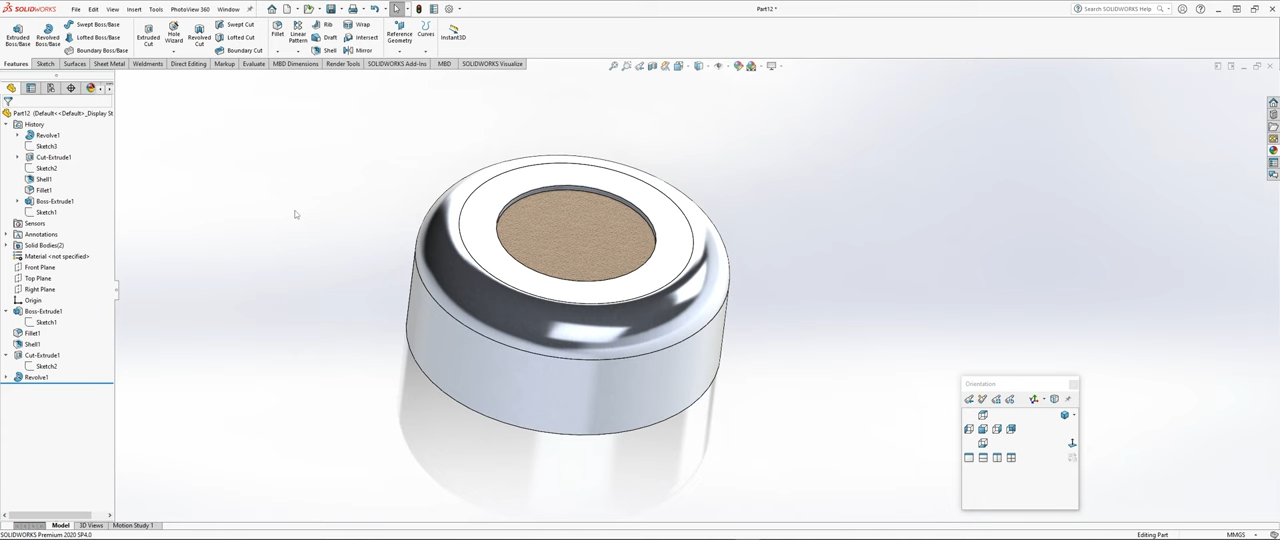 SOLIDWORKS File Edit View Insert Tools PhotoView 360 Window Part12 * Search SOLIDWORKS Help
Extruded Boss/Base
Revolved Boss/Base
Swept Boss/Base
Lofted Boss/Base
Boundary Boss/Base
Extruded Cut
Hole Wizard
Revolved Cut
Swept Cut
Lofted Cut
Boundary Cut
Fillet
Linear Pattern
Rib
Draft
Shell
Wrap
Intersect
Mirror
Reference Geometry
Curves
Instant3D
Features Sketch Surfaces Sheet Metal Weldments Direct Editing Markup Evaluate MBD Dimensions Render Tools SOLIDWORKS Add-Ins MBD SOLIDWORKS Visualize
Part12 (Default<<Default>_Display St
History
Revolve1
Sketch3
Cut-Extrude1
Sketch2
Shell1
Fillet1
Boss-Extrude1
Sketch1
Sensors
Annotations
Solid Bodies(2)
Material <not specified>
Front Plane
Top Plane
Right Plane
Origin
Boss-Extrude1
Sketch1
Fillet1
Shell1
Cut-Extrude1
Sketch2
Revolve1
Orientation
Model 3D Views Motion Study 1
SOLIDWORKS Premium 2020 SP4.0 Editing Part MMGS